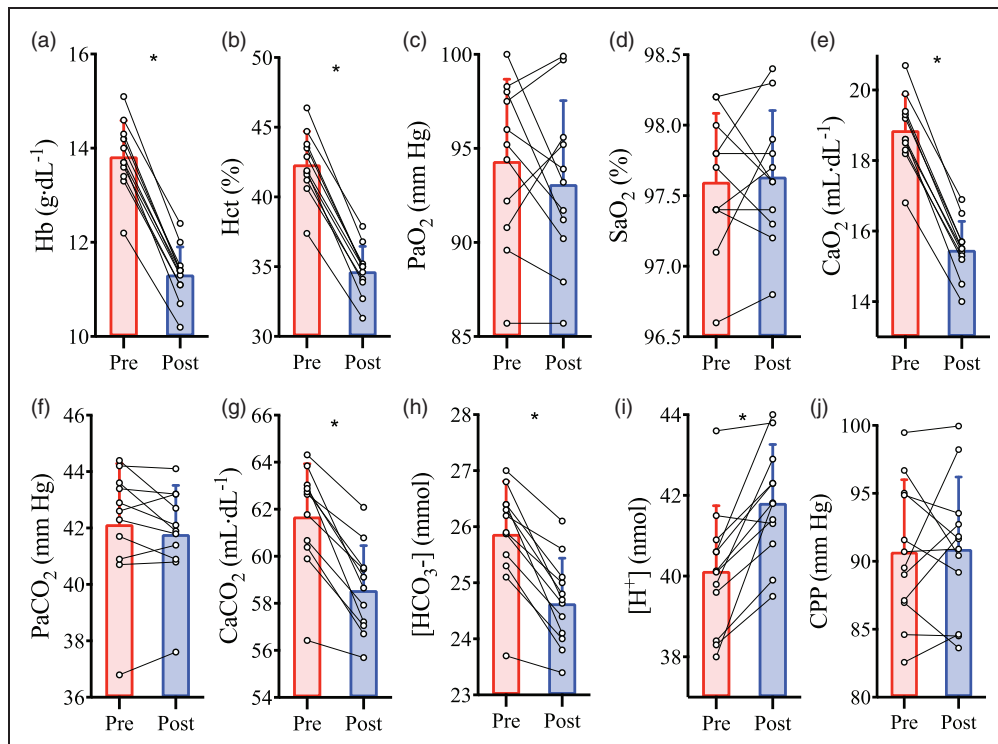 (a)
Hb (g·dL⁻¹)
16
14
12
10
*
Pre Post
(b)
Hct (%)
50
45
40
35
30
*
Pre Post
(c)
PaO₂ (mm Hg)
100
95
90
85
Pre Post
(d)
SaO₂ (%)
98.5
98.0
97.5
97.0
96.5
Pre Post
(e)
CaO₂ (mL·dL⁻¹)
20
18
16
14
*
Pre Post
(f)
PaCO₂ (mm Hg)
46
44
42
40
38
36
Pre Post
(g)
CaCO₂ (mL·dL⁻¹)
66
64
62
60
58
56
54
*
Pre Post
(h)
[HCO₃-] (mmol)
28
27
26
25
24
23
*
Pre Post
(i)
[H⁺] (nmol)
44
42
40
38
*
Pre Post
(j)
CPP (mm Hg)
100
95
90
85
80
Pre Post